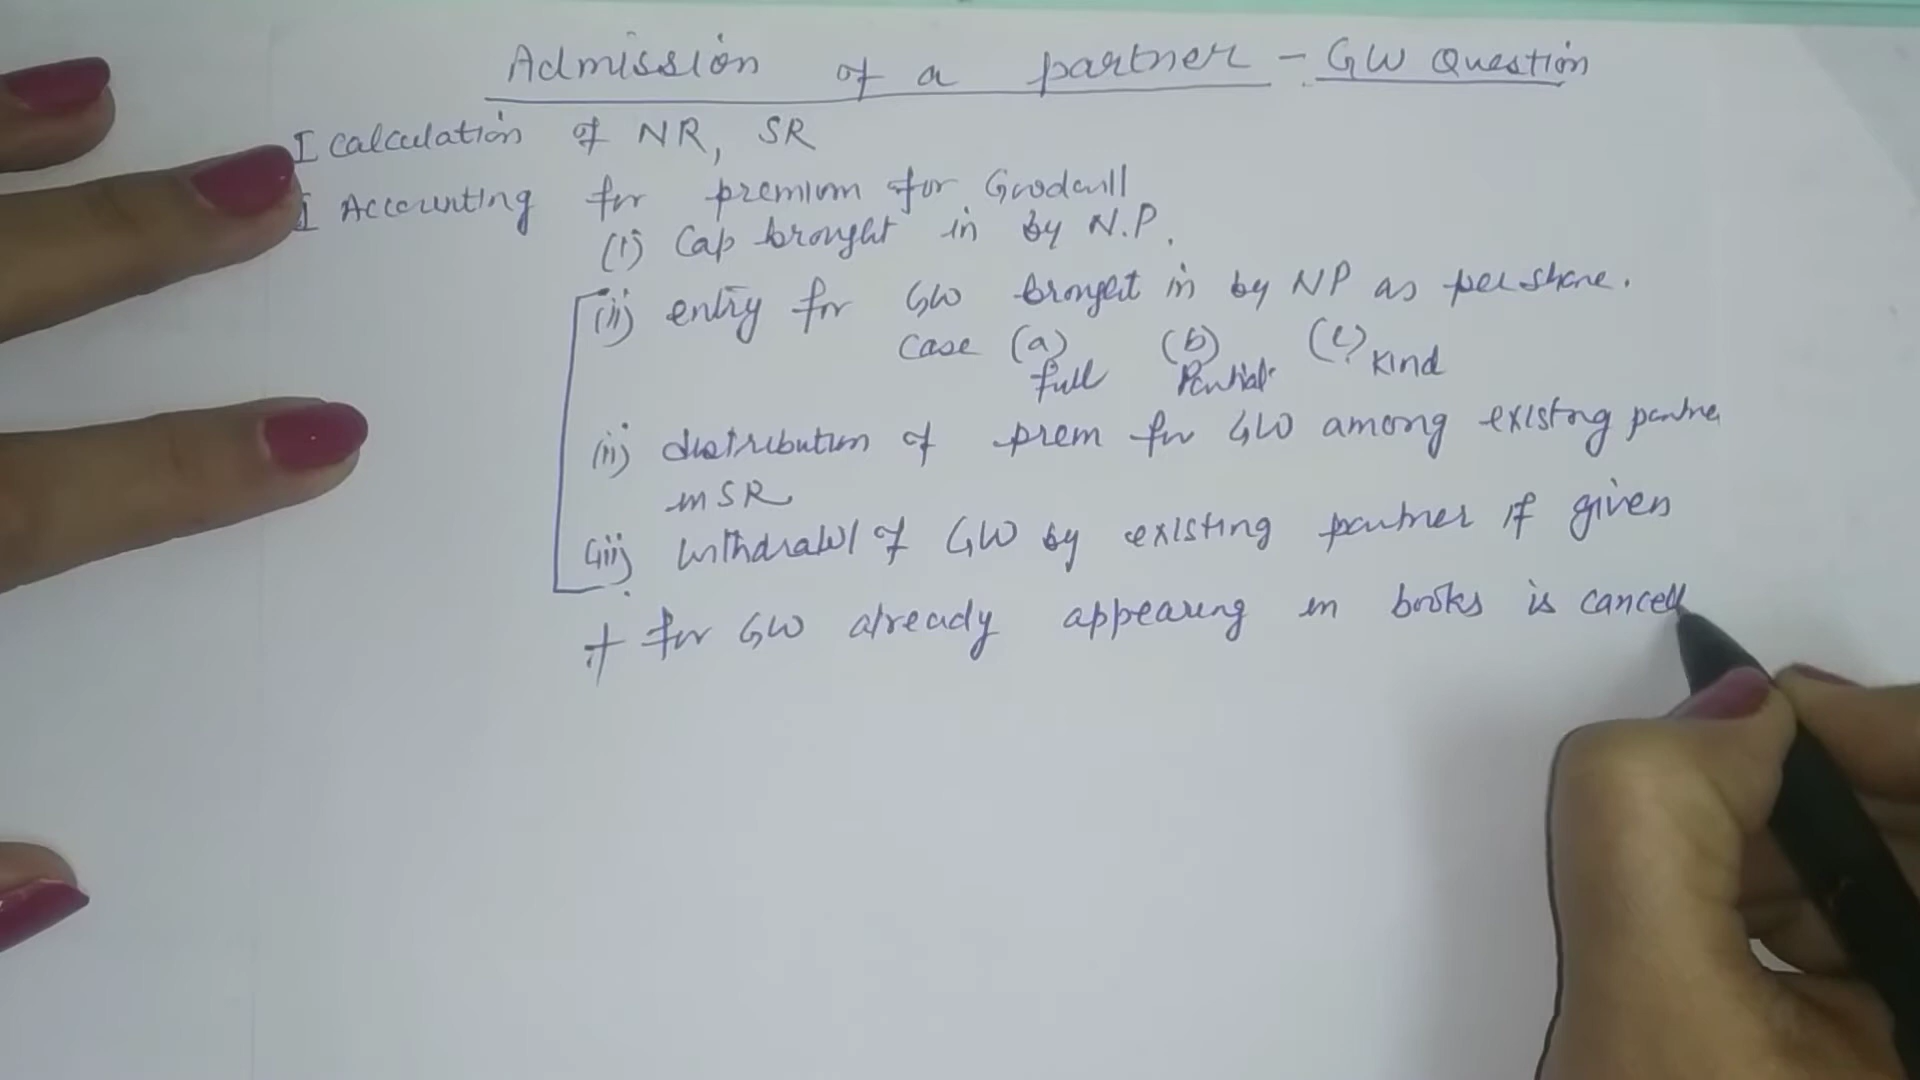 Admission of a partner - GW Question
I calculation of NR, SR
I Accounting for premium for Goodwill
(i) Cap brought in by N.P.
(ii) entry for GW brought in by NP as per share.
Case (a) (b) (c) Kind
full Partial
(ii) distribution of prem for GW among existing partne
in SR
(iii) withdrawl of GW by existing partner if given
+ for GW already appearing in books is cancell